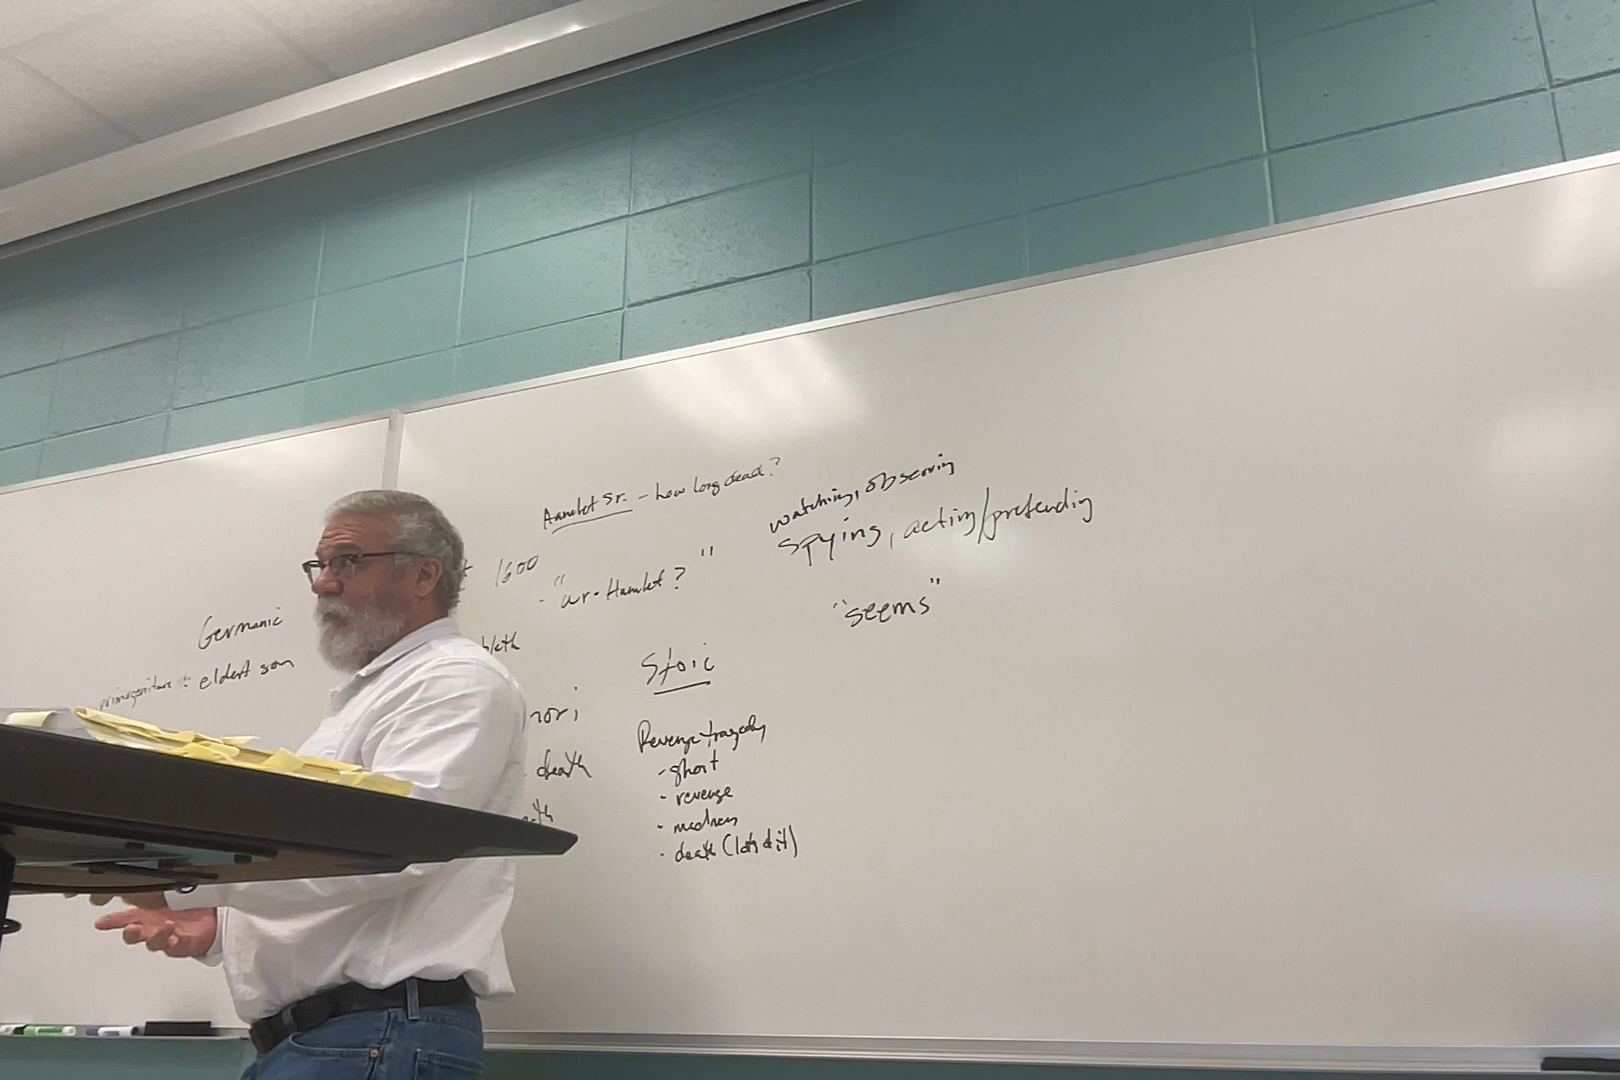 Germanic
primogeniture : eldest son
Hamlet Sr. - how long dead?
1600
- "ur-Hamlet?"
death
Stoic
Revenge tragedy
- ghost
- revenge
- madness
- death (lots of it)
watching, observing
spying, acting/pretending
"seems"